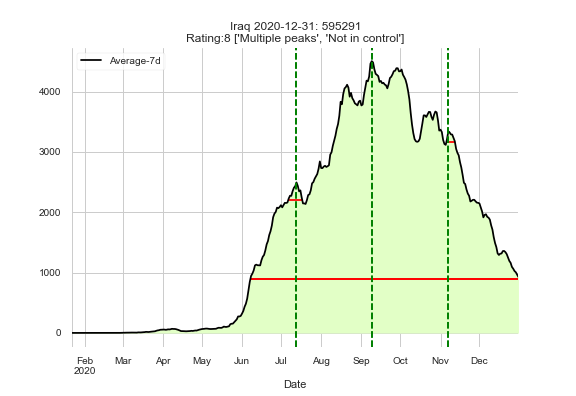 Iraq 2020-12-31: 595291
Rating:8 ['Multiple peaks', 'Not in control']
Average-7d
4000
3000
2000
1000
0
Feb Mar Apr May Jun Jul Aug Sep Oct Nov Dec
2020
Date